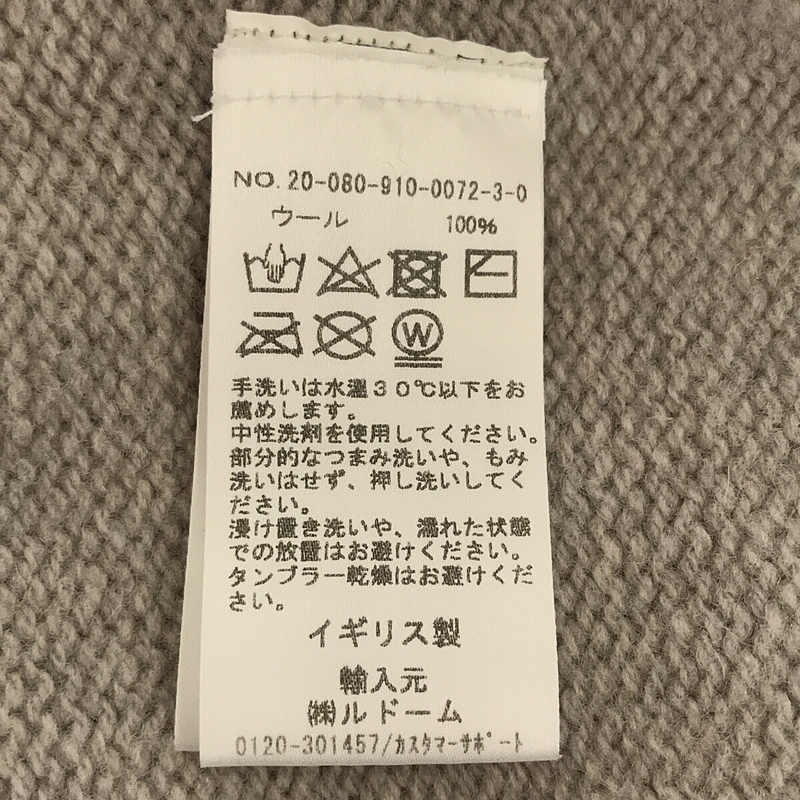 NO. 20-080-910-0072-3-0
ウール 100%
W
手洗いは水温30℃以下をお
薦めします。
中性洗剤を使用してください。
部分的なつまみ洗いや、もみ
洗いはせず、押し洗いしてく
ださい。
浸け置き洗いや、濡れた状態
での放置はお避けください。
タンブラー乾燥はお避けくだ
さい。
イギリス製
輸入元
㈱ルドーム
0120-301457/ｶｽﾀﾏｰｻﾎﾟｰﾄ